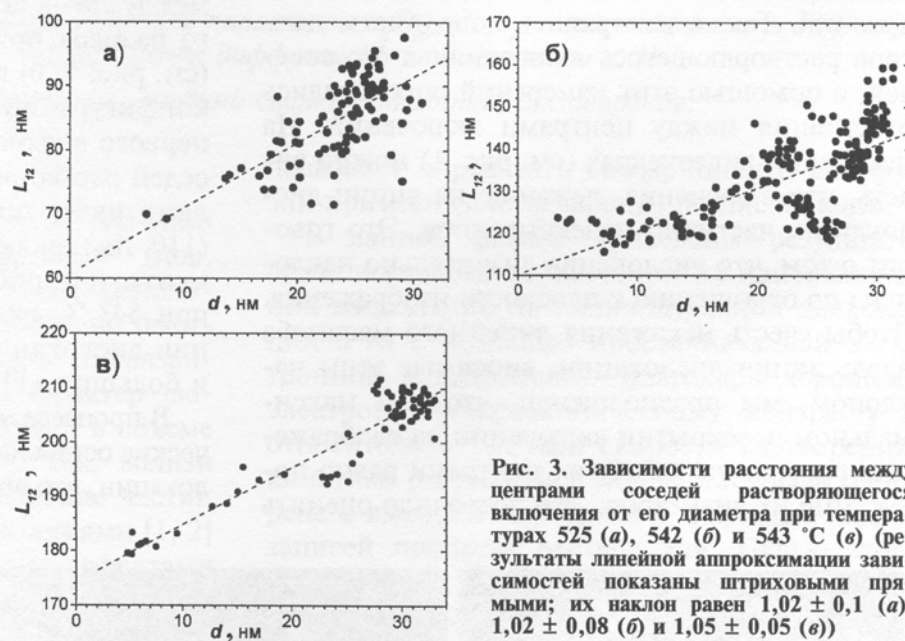 а)
L12, нм
100
90
80
70
60
0
10
20
30
d, нм
б)
L12, нм
160
150
140
130
120
110
0
10
20
30
d, нм
в)
L12, нм
220
210
200
190
180
170
0
10
20
30
d, нм
Рис. 3. Зависимости расстояния между
центрами соседей растворяющегося
включения от его диаметра при темпера-
турах 525 (а), 542 (б) и 543 °С (в) (ре-
зультаты линейной аппроксимации зави-
симостей показаны штриховыми пря-
мыми; их наклон равен 1,02 ± 0,1 (а),
1,02 ± 0,08 (б) и 1,05 ± 0,05 (в))